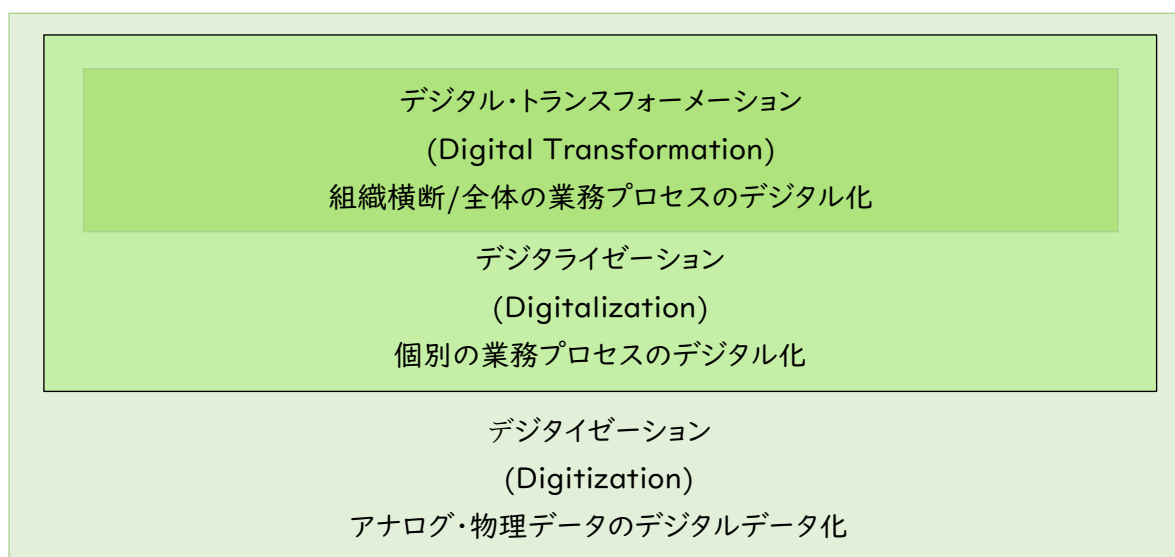 デジタル・トランスフォーメーション
(Digital Transformation)
組織横断/全体の業務プロセスのデジタル化
デジタライゼーション
(Digitalization)
個別の業務プロセスのデジタル化
デジタイゼーション
(Digitization)
アナログ・物理データのデジタルデータ化